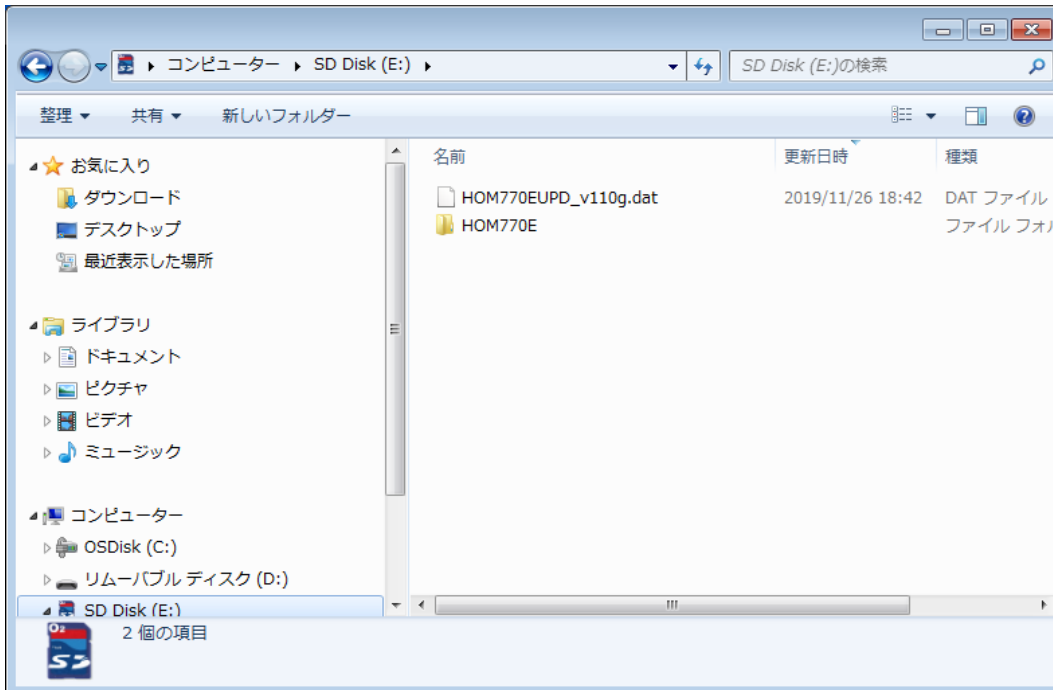 コンピューター SD Disk (E:)
SD Disk (E:)の検索
整理 共有 新しいフォルダー
お気に入り
ダウンロード
デスクトップ
最近表示した場所
ライブラリ
ドキュメント
ピクチャ
ビデオ
ミュージック
コンピューター
OSDisk (C:)
リムーバブル ディスク (D:)
SD Disk (E:)
名前 更新日時 種類
HOM770EUPD_v110g.dat 2019/11/26 18:42 DAT ファイル
HOM770E ファイル フォル
O2
2 個の項目